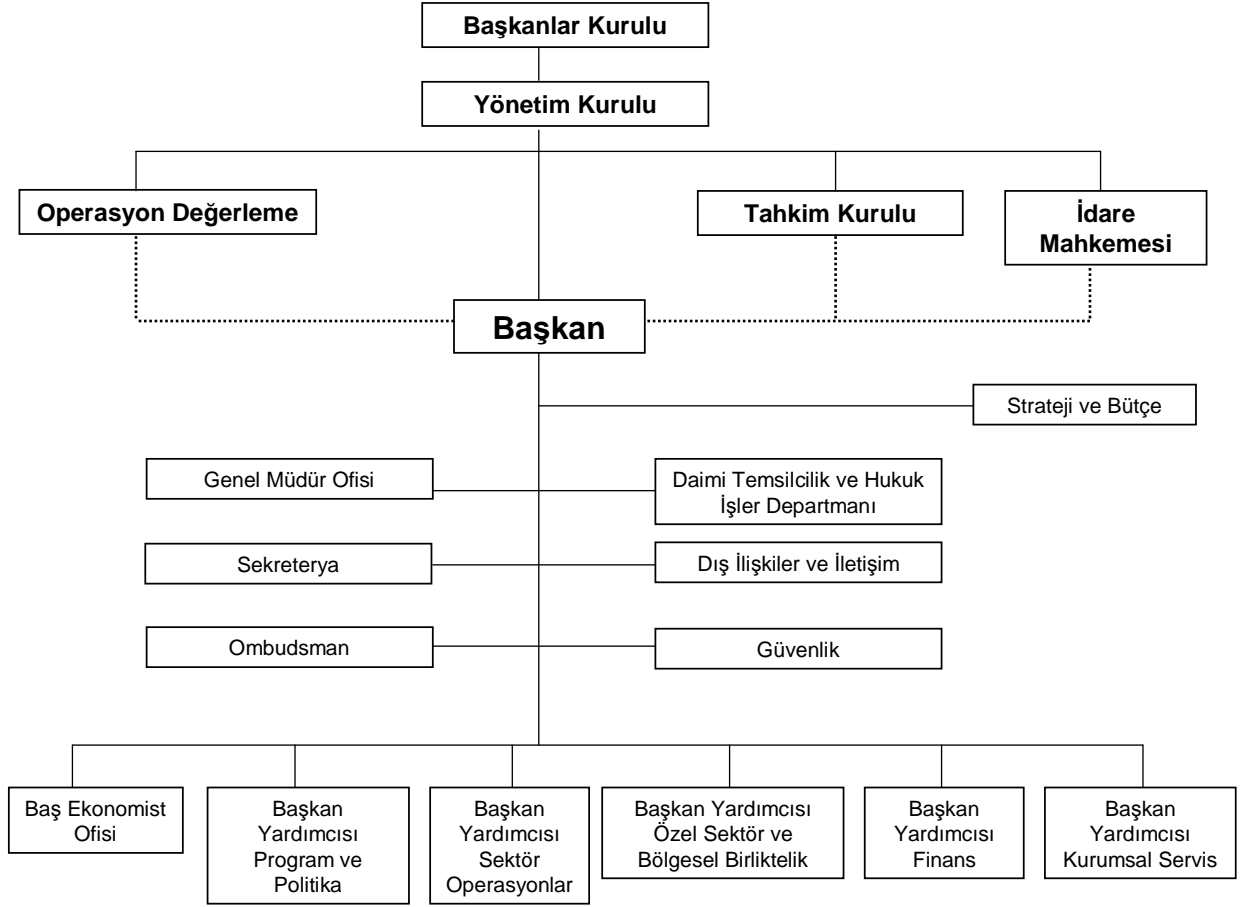 Başkanlar Kurulu
Yönetim Kurulu
Operasyon Değerleme
Tahkim Kurulu
İdare
Mahkemesi
Başkan
Strateji ve Bütçe
Genel Müdür Ofisi
Daimi Temsilcilik ve Hukuk
İşler Departmanı
Sekreterya
Dış İlişkiler ve İletişim
Ombudsman
Güvenlik
Baş Ekonomist
Ofisi
Başkan
Yardımcısı
Program ve
Politika
Başkan
Yardımcısı
Sektör
Operasyonlar
Başkan Yardımcısı
Özel Sektör ve
Bölgesel Birliktelik
Başkan
Yardımcısı
Finans
Başkan
Yardımcısı
Kurumsal Servis